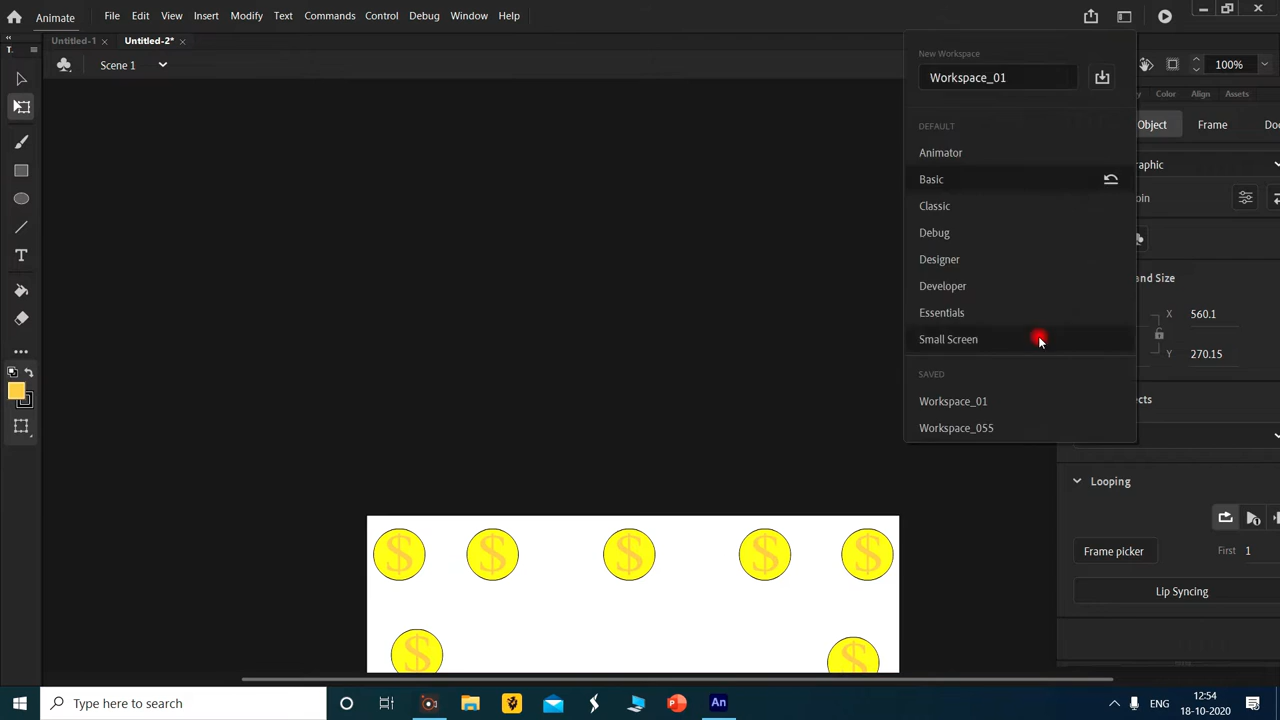 Animate File Edit View Insert Modify Text Commands Control Debug Window Help
Untitled-1 Untitled-2*
Scene 1
100%
New Workspace
Workspace_01
DEFAULT
Animator
Basic
Classic
Debug
Designer
Developer
Essentials
Small Screen
SAVED
Workspace_01
Workspace_055
Color Align Assets
Object Frame Doc
raphic
X 560.1
Y 270.15
Looping
Frame picker First 1
Lip Syncing
$ $ $ $ $
$ $
Type here to search
An
ENG
12:54
18-10-2020